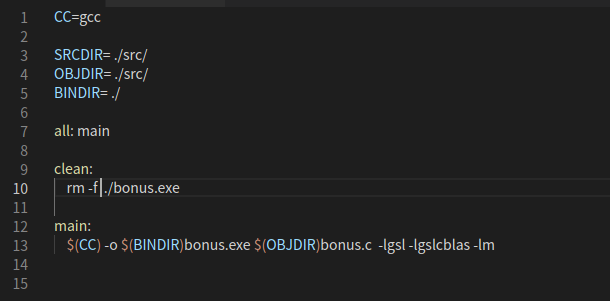 1 CC=gcc
2
3 SRCDIR= ./src/
4 OBJDIR= ./src/
5 BINDIR= ./
6
7 all: main
8
9 clean:
10 rm -f ./bonus.exe
11
12 main:
13 $(CC) -o $(BINDIR)bonus.exe $(OBJDIR)bonus.c -lgsl -lgslcblas -lm
14
15